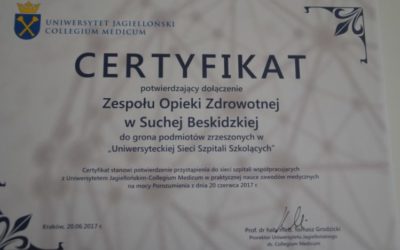 UNIWERSYTET JAGIELLOŃSKI
COLLEGIUM MEDICUM
CERTYFIKAT
potwierdzający dołączenie
Zespołu Opieki Zdrowotnej
w Suchej Beskidzkiej
do grona podmiotów zrzeszonych w
„Uniwersyteckiej Sieci Szpitali Szkolących”
Certyfikat stanowi potwierdzenie przystąpienia do sieci szpitali współpracujących
z Uniwersytetem Jagiellońskim-Collegium Medicum w praktycznej nauce zawodów medycznych
na mocy Porozumienia z dnia 20 czerwca 2017 r.
Kraków, 20.06.2017 r.
Prof. dr hab. med. Tomasz Grodzicki
Prorektor Uniwersytetu Jagiellońskiego
ds. Collegium Medicum